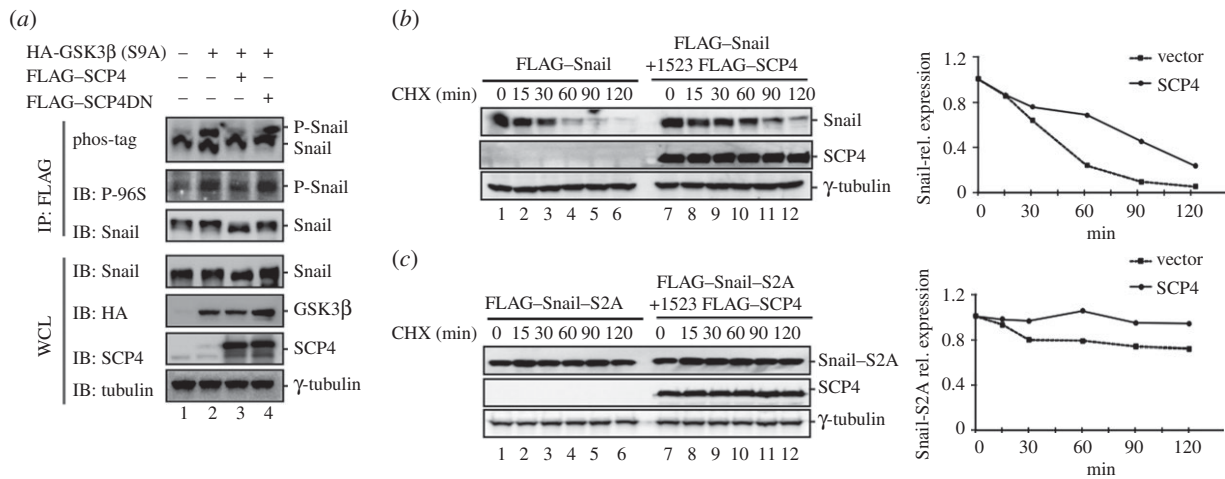 (a)
HA-GSK3β (S9A) – + + +
FLAG–SCP4 – – + –
FLAG–SCP4DN – – – +
IP: FLAG
phos-tag
P-Snail
Snail
IB: P-96S
P-Snail
IB: Snail
Snail
WCL
IB: Snail
Snail
IB: HA
GSK3β
IB: SCP4
SCP4
IB: tubulin
γ-tubulin
1 2 3 4
(b)
FLAG–Snail
FLAG–Snail
+1523 FLAG–SCP4
CHX (min) 0 15 30 60 90 120 0 15 30 60 90 120
Snail
SCP4
γ-tubulin
1 2 3 4 5 6 7 8 9 10 11 12
Snail-rel. expression
1.2
0.8
0.4
0
vector
SCP4
0 30 60 90 120
min
(c)
FLAG–Snail–S2A
FLAG–Snail–S2A
+1523 FLAG–SCP4
CHX (min) 0 15 30 60 90 120 0 15 30 60 90 120
Snail–S2A
SCP4
γ-tubulin
1 2 3 4 5 6 7 8 9 10 11 12
Snail-S2A rel. expression
1.2
0.8
0.4
0
vector
SCP4
0 30 60 90 120
min